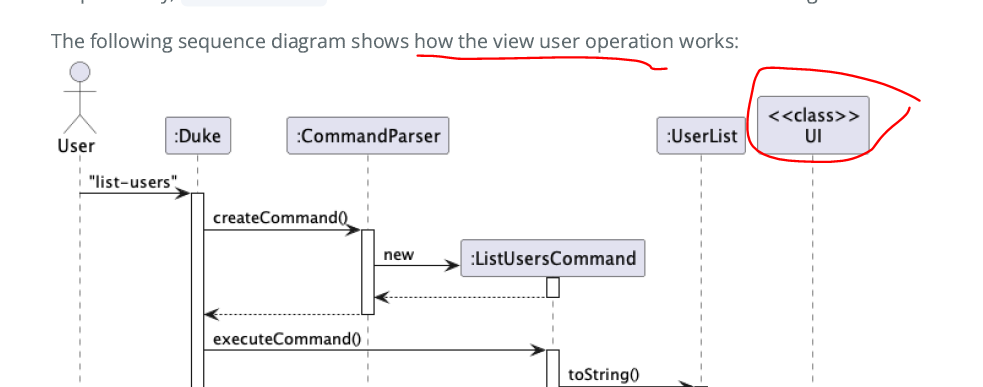 The following sequence diagram shows how the view user operation works:
<<class>>
:Duke
:CommandParser
:UserList
UI
User
"list-users"
createCommand()
new
:ListUsersCommand
executeCommand()
toString()